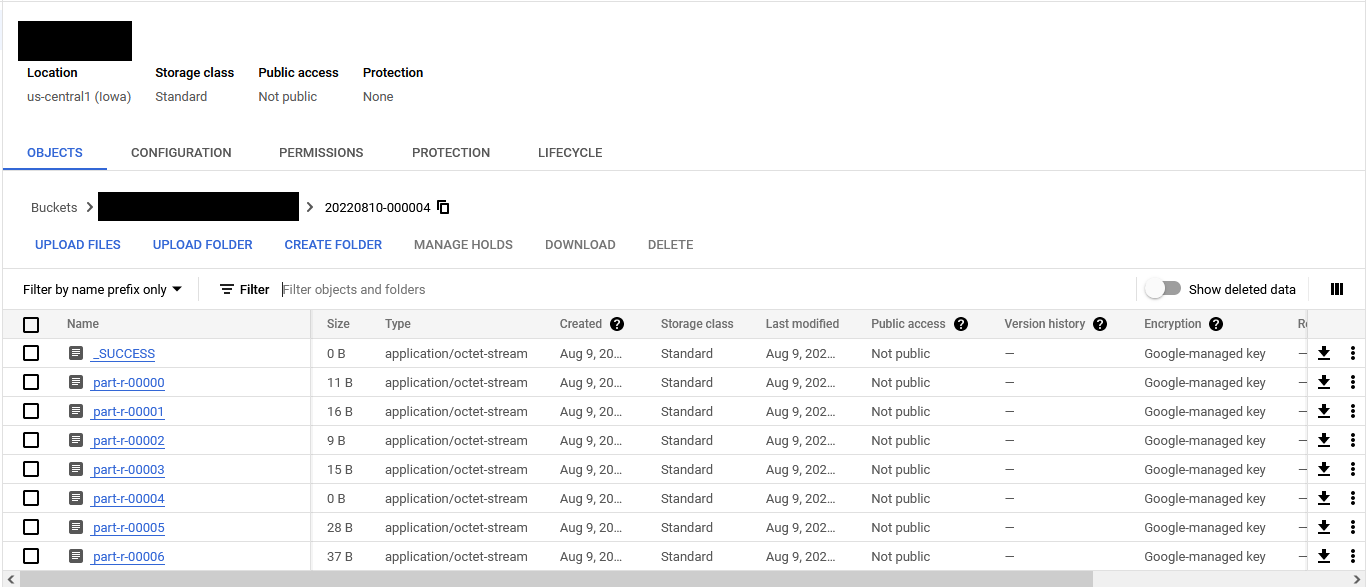 Location Storage class Public access Protection
us-central1 (Iowa) Standard Not public None
OBJECTS CONFIGURATION PERMISSIONS PROTECTION LIFECYCLE
Buckets > > 20220810-000004
UPLOAD FILES UPLOAD FOLDER CREATE FOLDER MANAGE HOLDS DOWNLOAD DELETE
Filter by name prefix only Filter Filter objects and folders Show deleted data
Name Size Type Created Storage class Last modified Public access Version history Encryption Re
_SUCCESS 0 B application/octet-stream Aug 9, 20... Standard Aug 9, 202... Not public — Google-managed key —
part-r-00000 11 B application/octet-stream Aug 9, 20... Standard Aug 9, 202... Not public — Google-managed key —
part-r-00001 16 B application/octet-stream Aug 9, 20... Standard Aug 9, 202... Not public — Google-managed key —
part-r-00002 9 B application/octet-stream Aug 9, 20... Standard Aug 9, 202... Not public — Google-managed key —
part-r-00003 15 B application/octet-stream Aug 9, 20... Standard Aug 9, 202... Not public — Google-managed key —
part-r-00004 0 B application/octet-stream Aug 9, 20... Standard Aug 9, 202... Not public — Google-managed key —
part-r-00005 28 B application/octet-stream Aug 9, 20... Standard Aug 9, 202... Not public — Google-managed key —
part-r-00006 37 B application/octet-stream Aug 9, 20... Standard Aug 9, 202... Not public — Google-managed key —